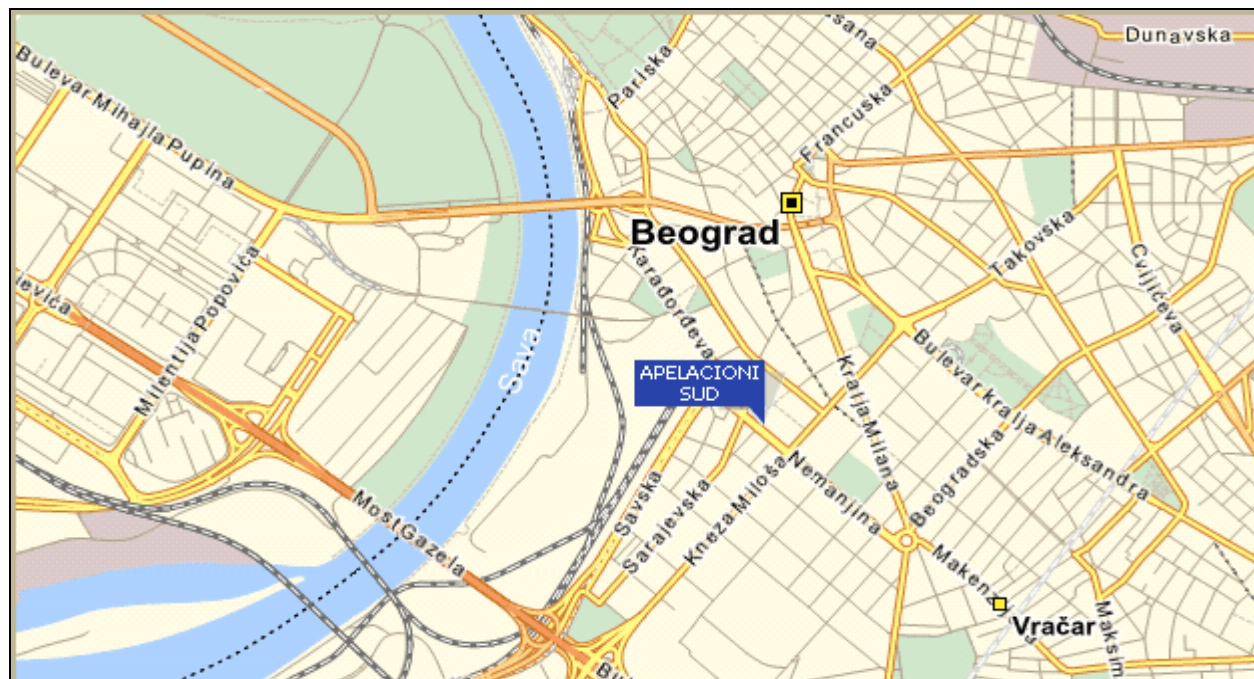 Dunavska
Pariska
Francuska
Bulevar Mihajla Pupina
Beograd
Takovska
Cvijićeva
Karađorđeva
Milentija Popovića
Sava
APELACIONI
SUD
Bulevar kralja Aleksandra
Kralja Milana
Beogradska
Nemanjina
Savska
Sarajevska
Kneza Miloša
Most Gazela
Vračar